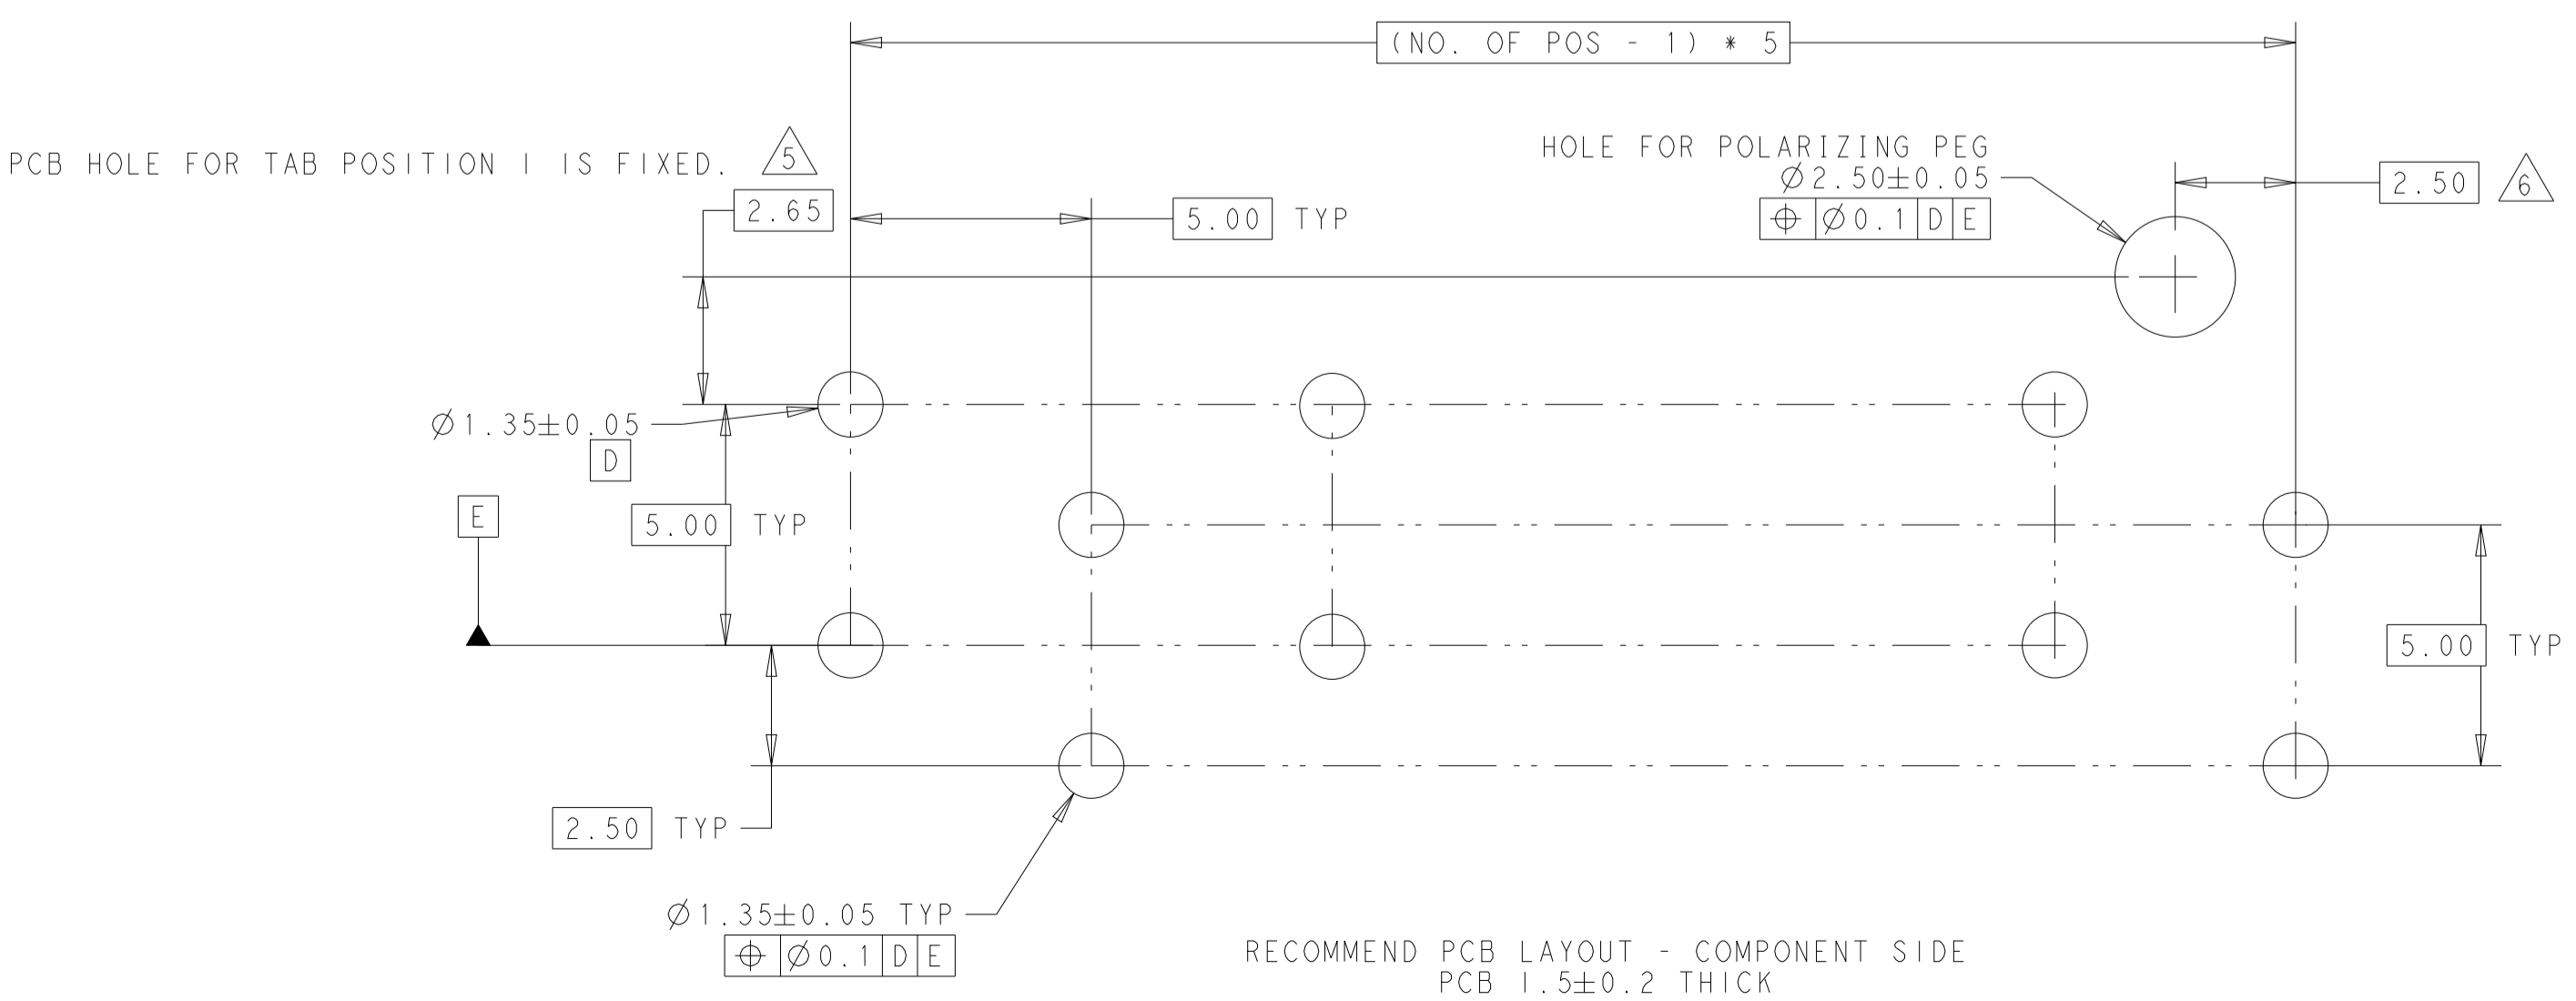 (NO. OF POS - 1) * 5
PCB HOLE FOR TAB POSITION 1 IS FIXED. 5
HOLE FOR POLARIZING PEG
Ø2.50±0.05
⌖ Ø0.1 D E
2.50 6
2.65
5.00 TYP
Ø1.35±0.05
D
E
5.00 TYP
5.00 TYP
2.50 TYP
Ø1.35±0.05 TYP
⌖ Ø0.1 D E
RECOMMEND PCB LAYOUT - COMPONENT SIDE
PCB 1.5±0.2 THICK